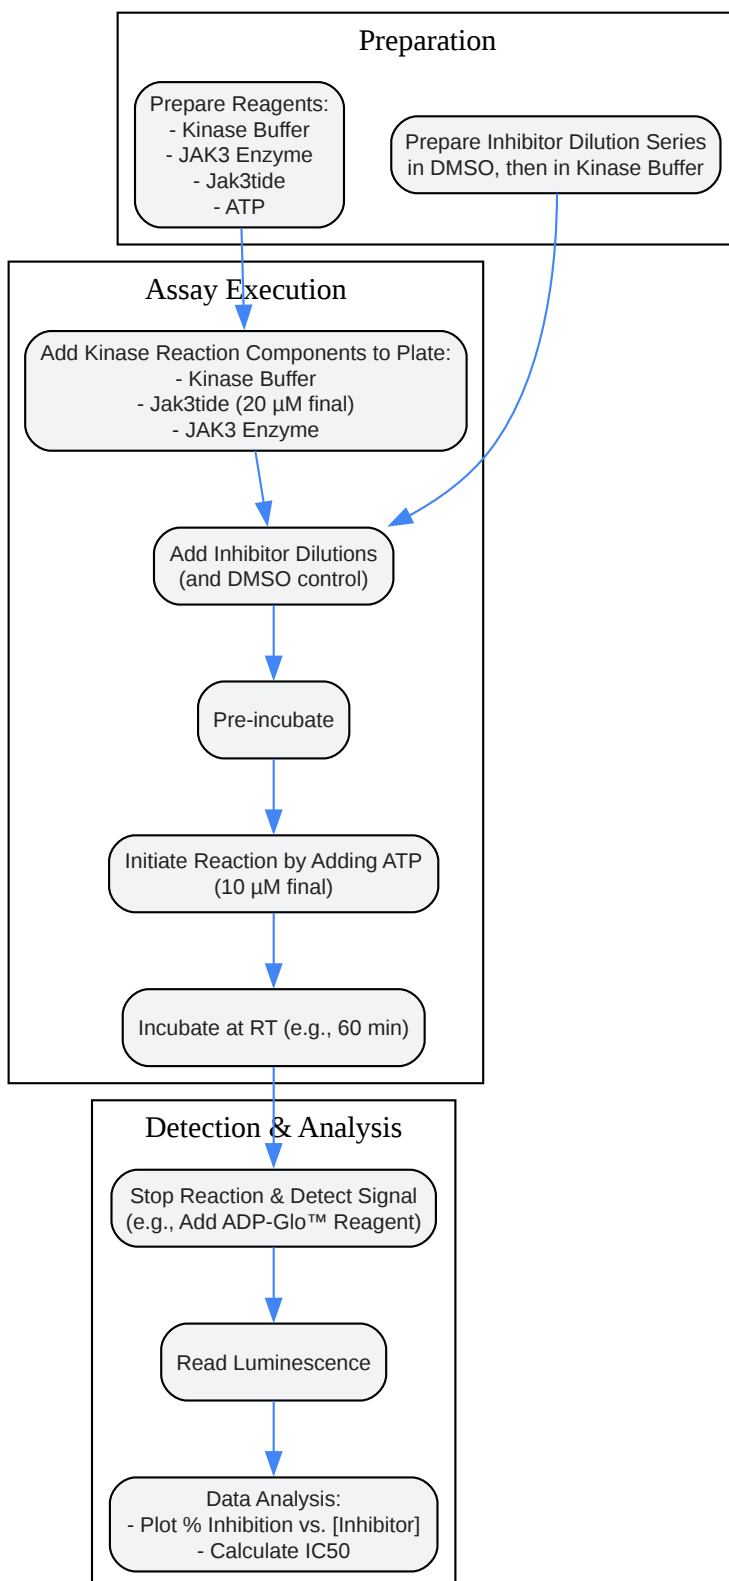 Preparation
Prepare Reagents:
- Kinase Buffer
- JAK3 Enzyme
- Jak3tide
- ATP
Prepare Inhibitor Dilution Series
in DMSO, then in Kinase Buffer
Assay Execution
Add Kinase Reaction Components to Plate:
- Kinase Buffer
- Jak3tide (20 µM final)
- JAK3 Enzyme
Add Inhibitor Dilutions
(and DMSO control)
Pre-incubate
Initiate Reaction by Adding ATP
(10 µM final)
Incubate at RT (e.g., 60 min)
Detection & Analysis
Stop Reaction & Detect Signal
(e.g., Add ADP-Glo™ Reagent)
Read Luminescence
Data Analysis:
- Plot % Inhibition vs. [Inhibitor]
- Calculate IC50